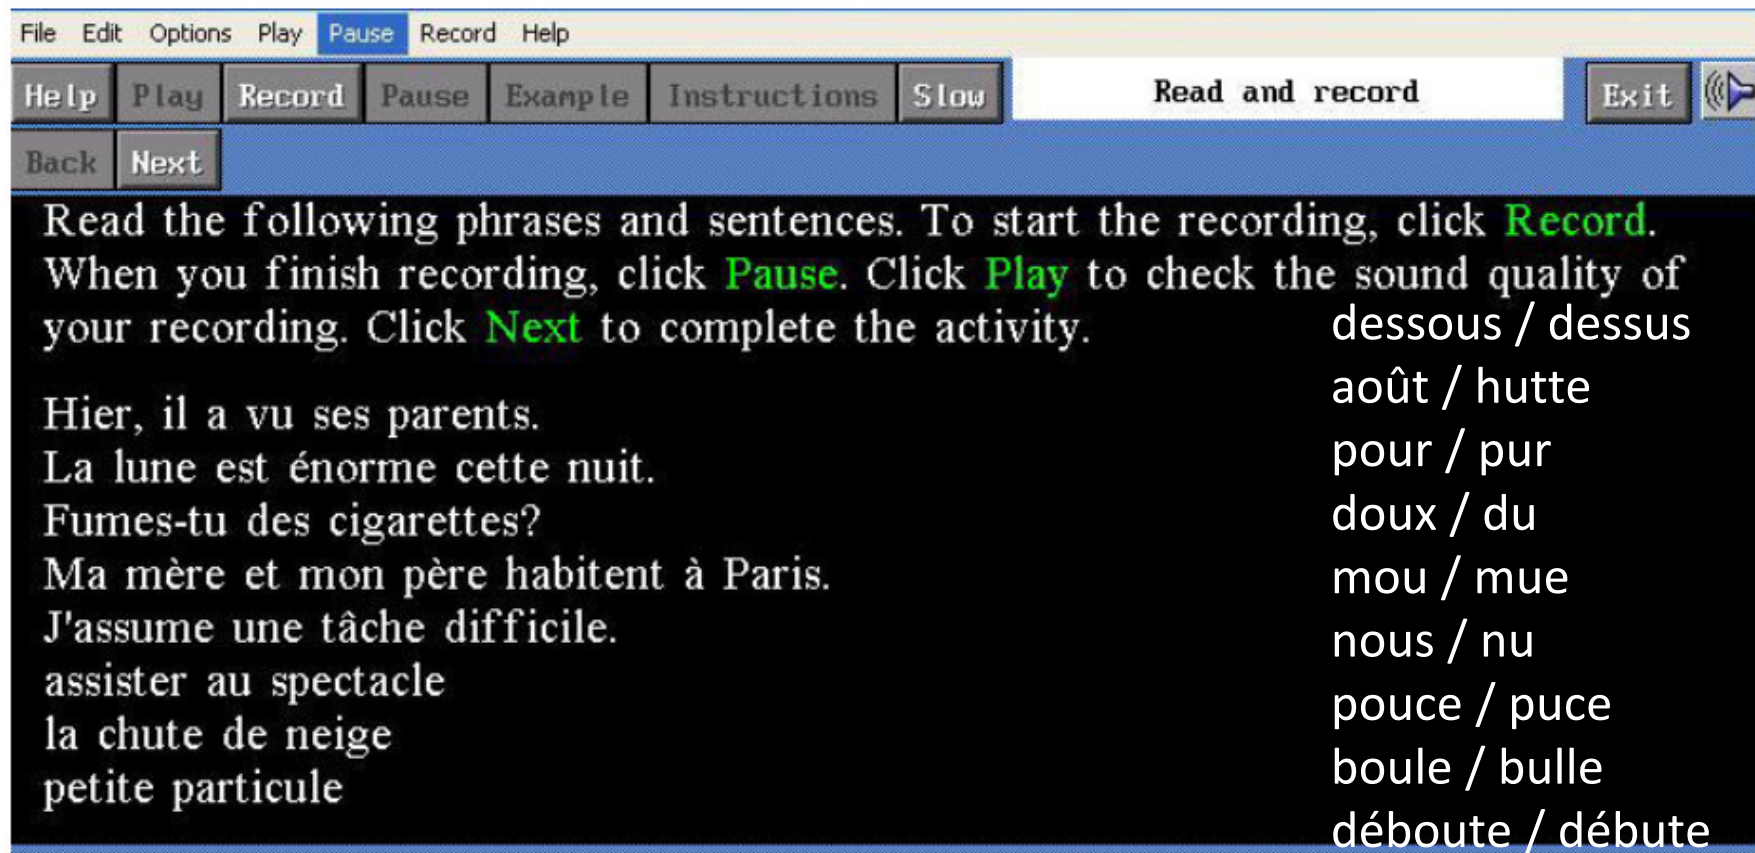 File Edit Options Play Pause Record Help
Help Play Record Pause Example Instructions Slow Read and record Exit
Back Next
Read the following phrases and sentences. To start the recording, click Record.
When you finish recording, click Pause. Click Play to check the sound quality of
your recording. Click Next to complete the activity.
Hier, il a vu ses parents.
La lune est énorme cette nuit.
Fumes-tu des cigarettes?
Ma mère et mon père habitent à Paris.
J'assume une tâche difficile.
assister au spectacle
la chute de neige
petite particule
dessous / dessus
août / hutte
pour / pur
doux / du
mou / mue
nous / nu
pouce / puce
boule / bulle
déboute / débute